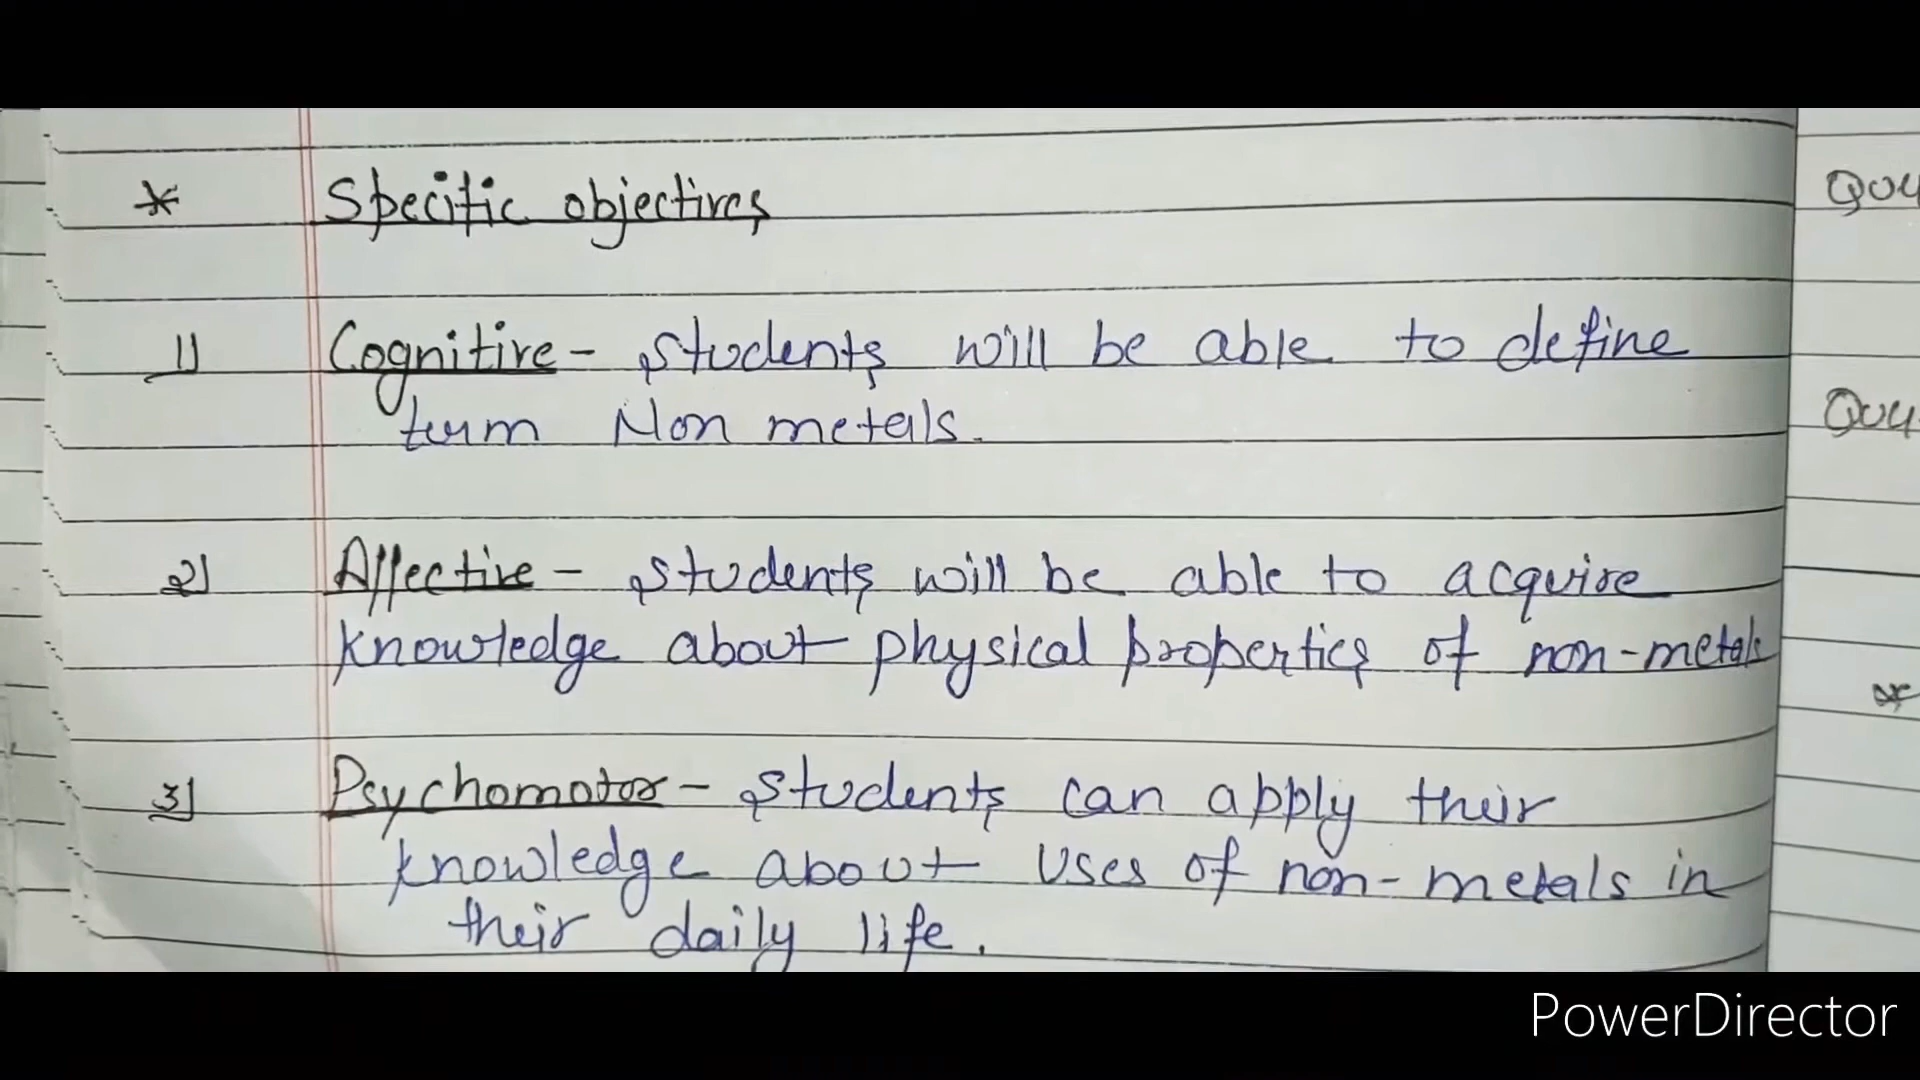 * Specific objectives
1) Cognitive - students will be able to define
term Non metals.
2) Affective - students will be able to acquire
knowledge about physical properties of non-metals
3) Psychomotor - students can apply their
knowledge about uses of non-metals in
their daily life.
PowerDirector